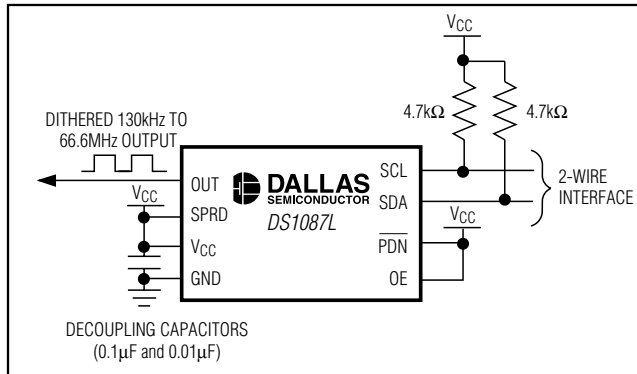 VCC
4.7kΩ
4.7kΩ
DITHERED 130kHz TO
66.6MHz OUTPUT
OUT
SCL
DALLAS
SEMICONDUCTOR
DS1087L
2-WIRE
INTERFACE
VCC
SPRD
SDA
VCC
VCC
PDN
GND
OE
DECOUPLING CAPACITORS
(0.1μF and 0.01μF)